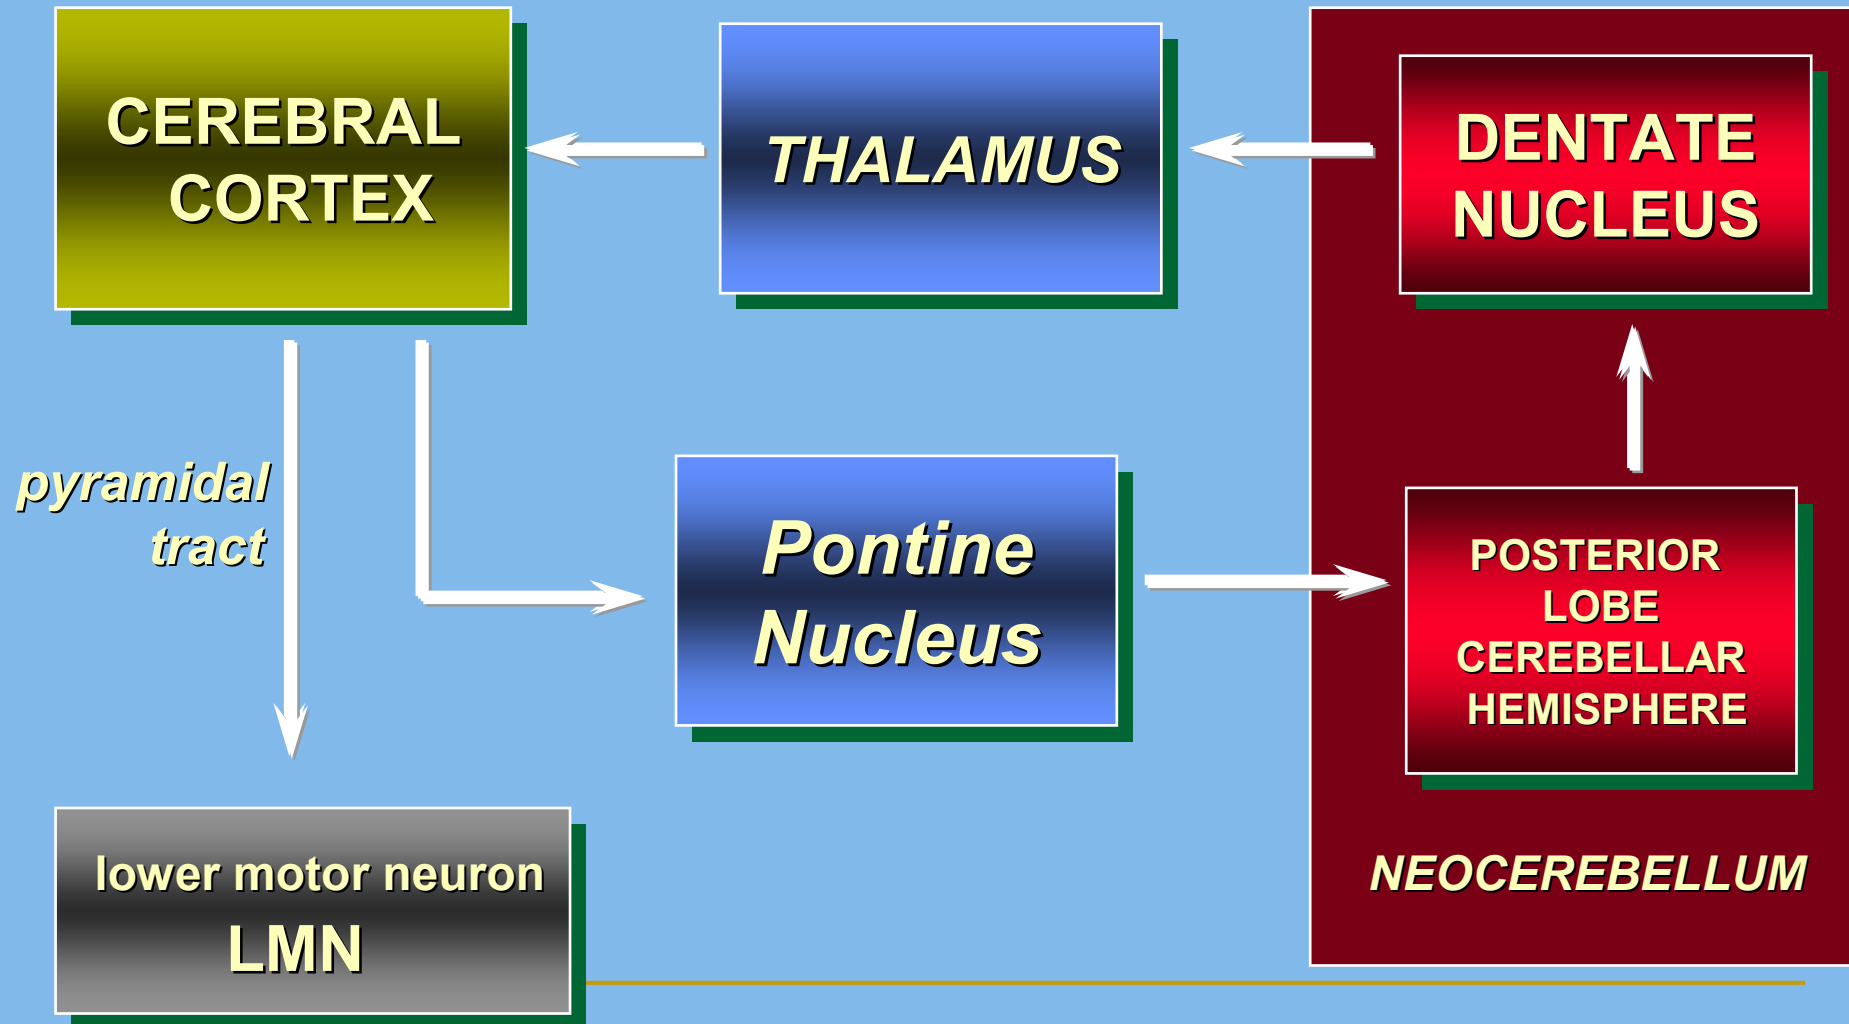 CEREBRAL
CORTEX
THALAMUS
DENTATE
NUCLEUS
pyramidal
tract
Pontine
Nucleus
POSTERIOR
LOBE
CEREBELLAR
HEMISPHERE
lower motor neuron
LMN
NEOCEREBELLUM